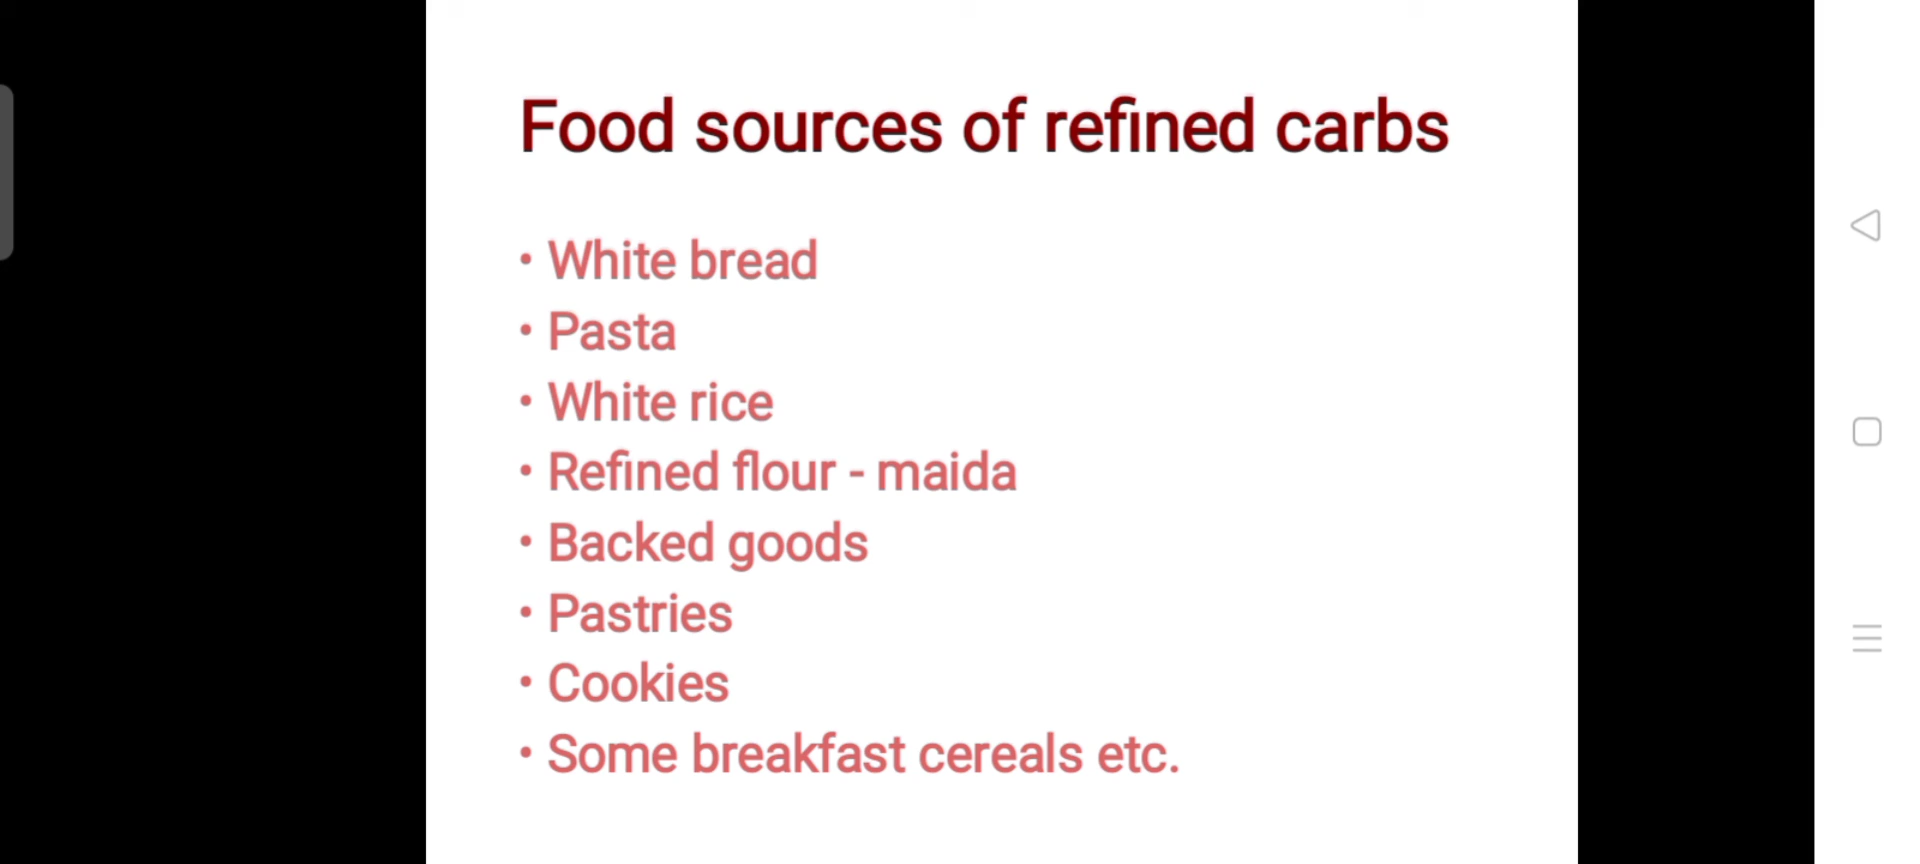 Food sources of refined carbs
• White bread
• Pasta
• White rice
• Refined flour - maida
• Backed goods
• Pastries
• Cookies
• Some breakfast cereals etc.